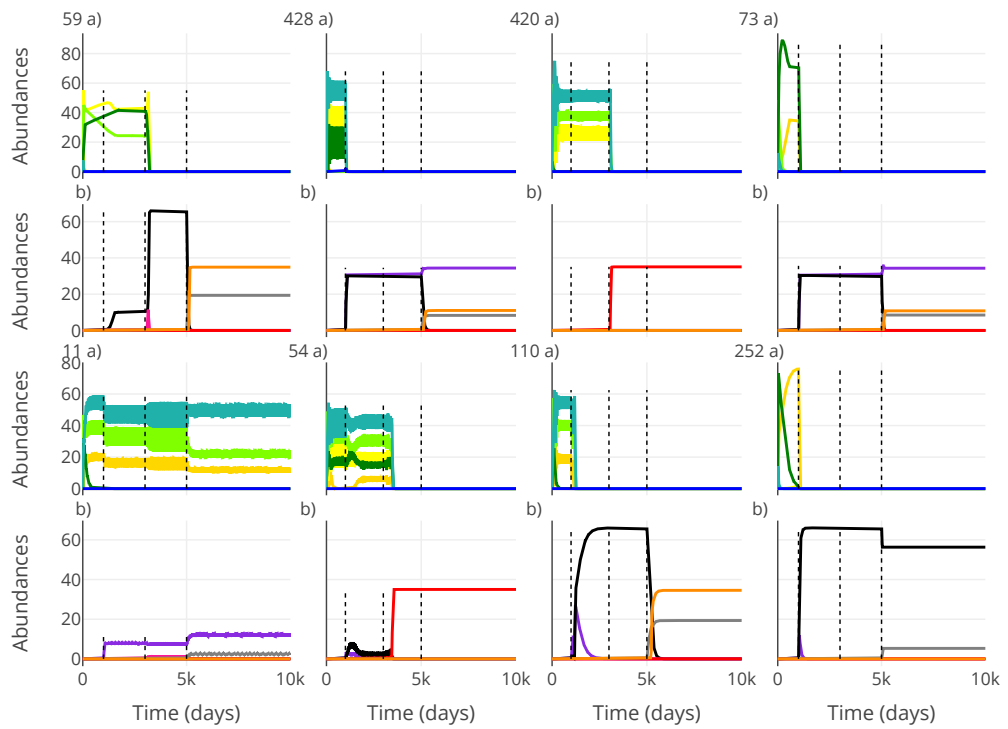 59 a) 428 a) 420 a) 73 a)
Abundances
80
60
40
20
0
b) b) b) b)
Abundances
60
40
20
0
11 a) 54 a) 110 a) 252 a)
Abundances
80
60
40
20
0
b) b) b) b)
Abundances
60
40
20
0
0 5k 10k 0 5k 0 5k 0 5k 10k
Time (days) Time (days) Time (days) Time (days)